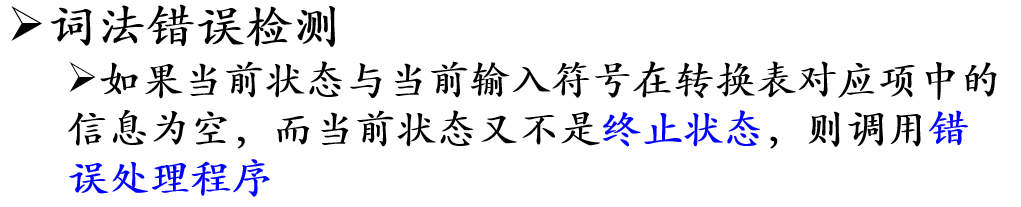 ➢词法错误检测
➢如果当前状态与当前输入符号在转换表对应项中的
信息为空，而当前状态又不是终止状态，则调用错
误处理程序